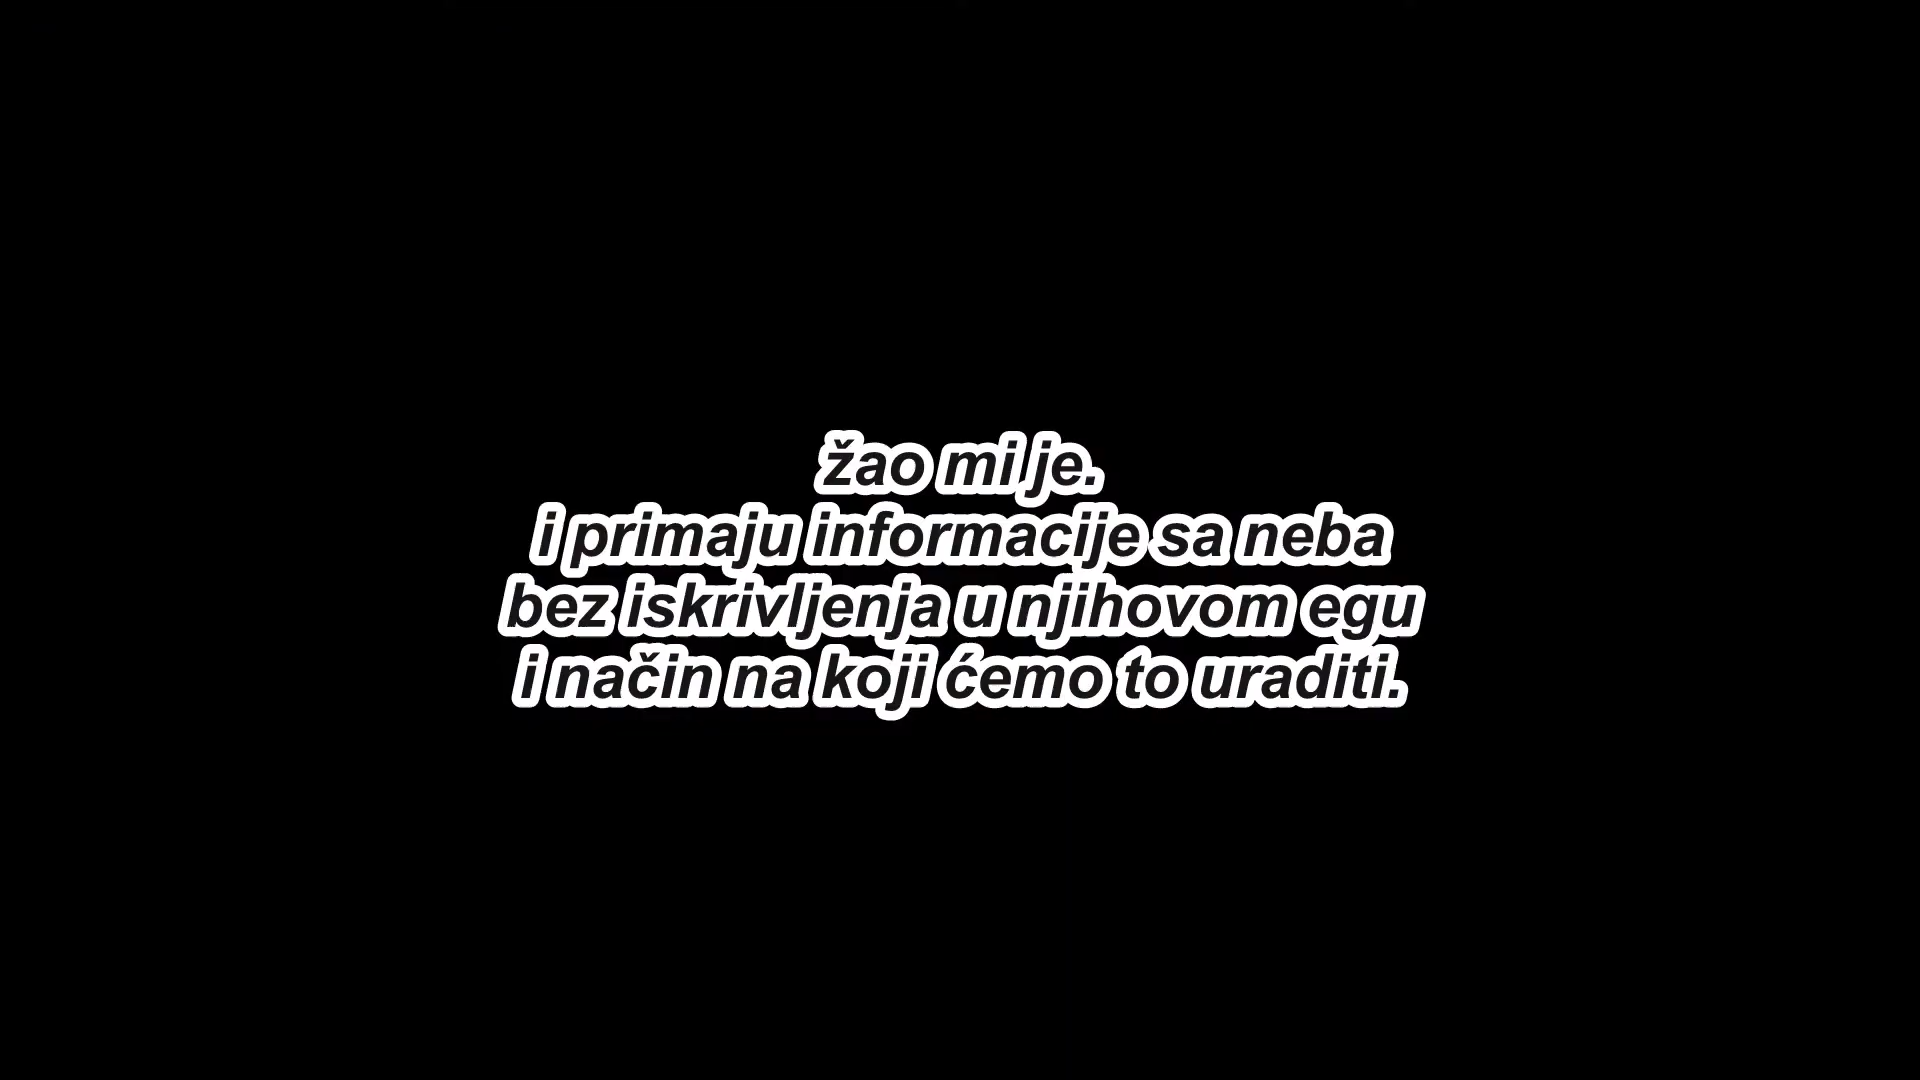 žao mi je.
i primaju informacije sa neba
bez iskrivljenja u njihovom egu
i način na koji ćemo to uraditi.